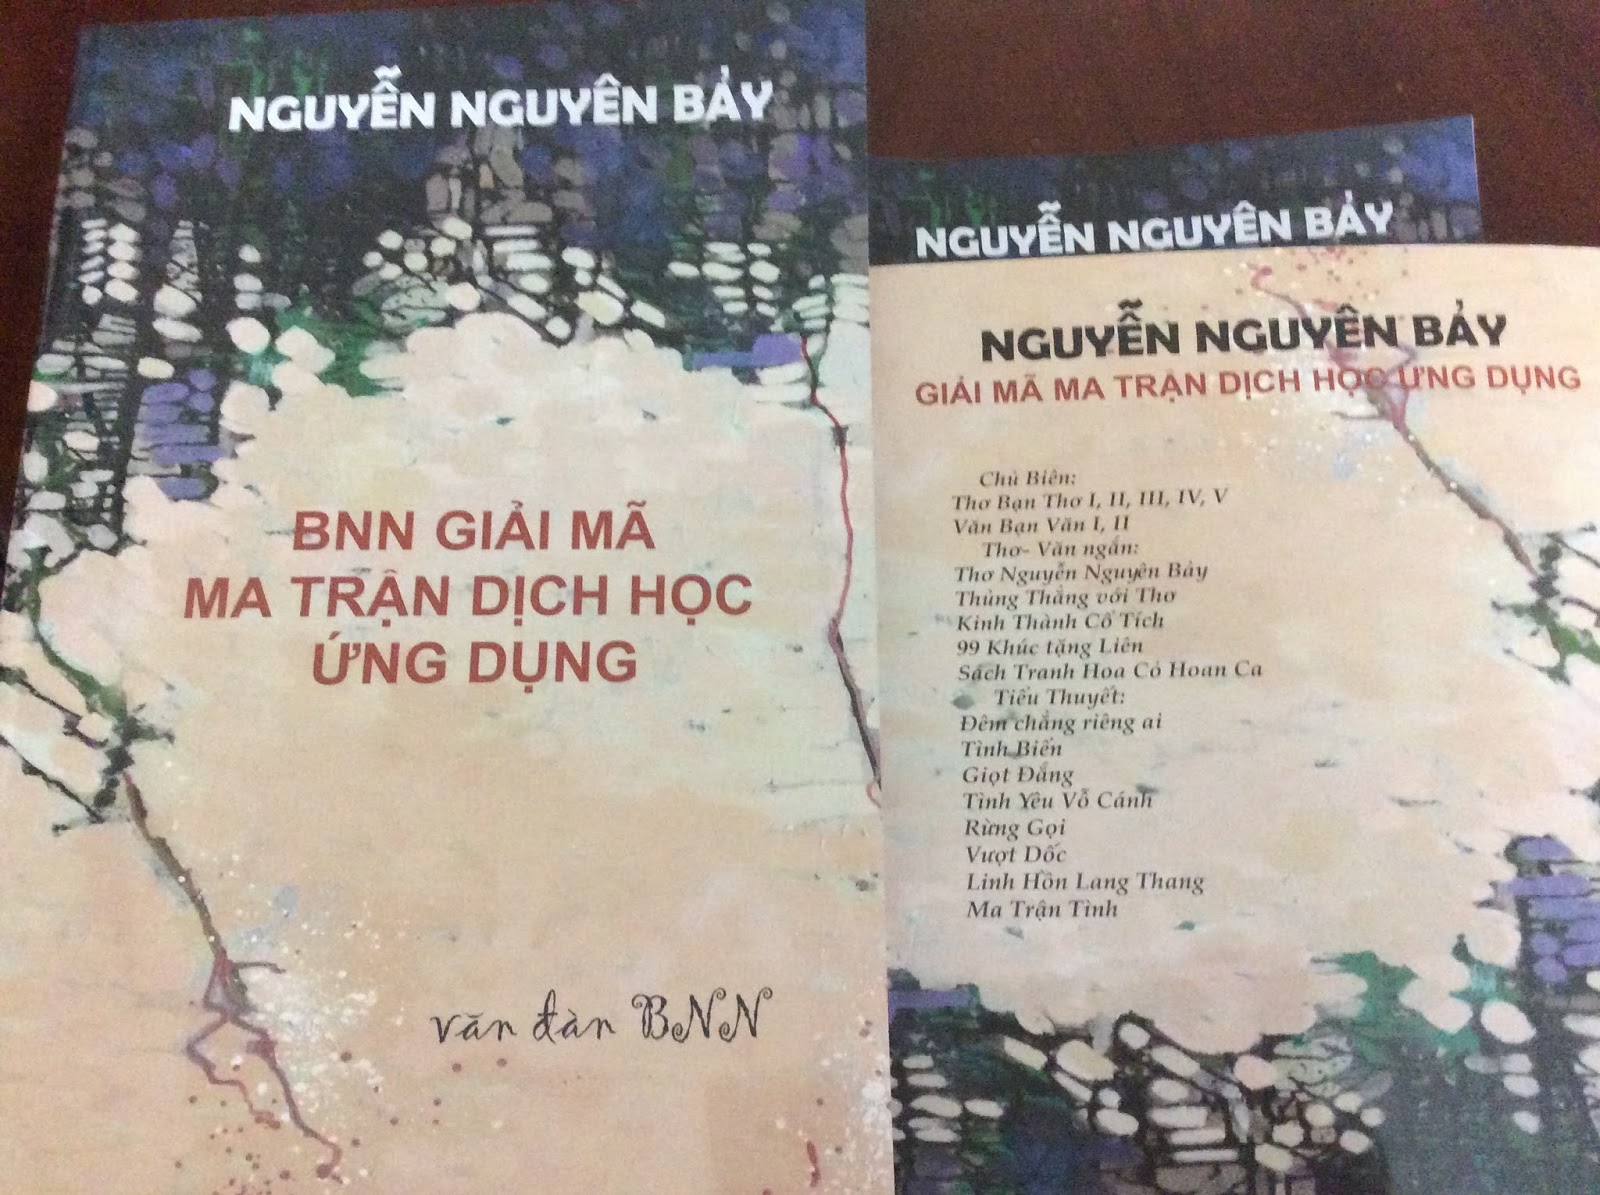 NGUYỄN NGUYÊN BẢY
BNN GIẢI MÃ
MA TRẬN DỊCH HỌC
ỨNG DỤNG
văn đàn BNN
NGUYỄN NGUYÊN BẢY
NGUYỄN NGUYÊN BẢY
GIẢI MÃ MA TRẬN DỊCH HỌC ỨNG DỤNG
Chủ Biên:
Thơ Bạn Thơ I, II, III, IV, V
Văn Bạn Văn I, II
Thơ- Văn ngắn:
Thơ Nguyễn Nguyên Bảy
Thủng Thẳng với Thơ
Kinh Thành Cổ Tích
99 Khúc tặng Liên
Sách Tranh Hoa Cỏ Hoan Ca
Tiểu Thuyết:
Đêm chẳng riêng ai
Tình Biển
Giọt Đắng
Tình Yêu Vỗ Cánh
Rừng Gọi
Vượt Dốc
Linh Hồn Lang Thang
Ma Trận Tình